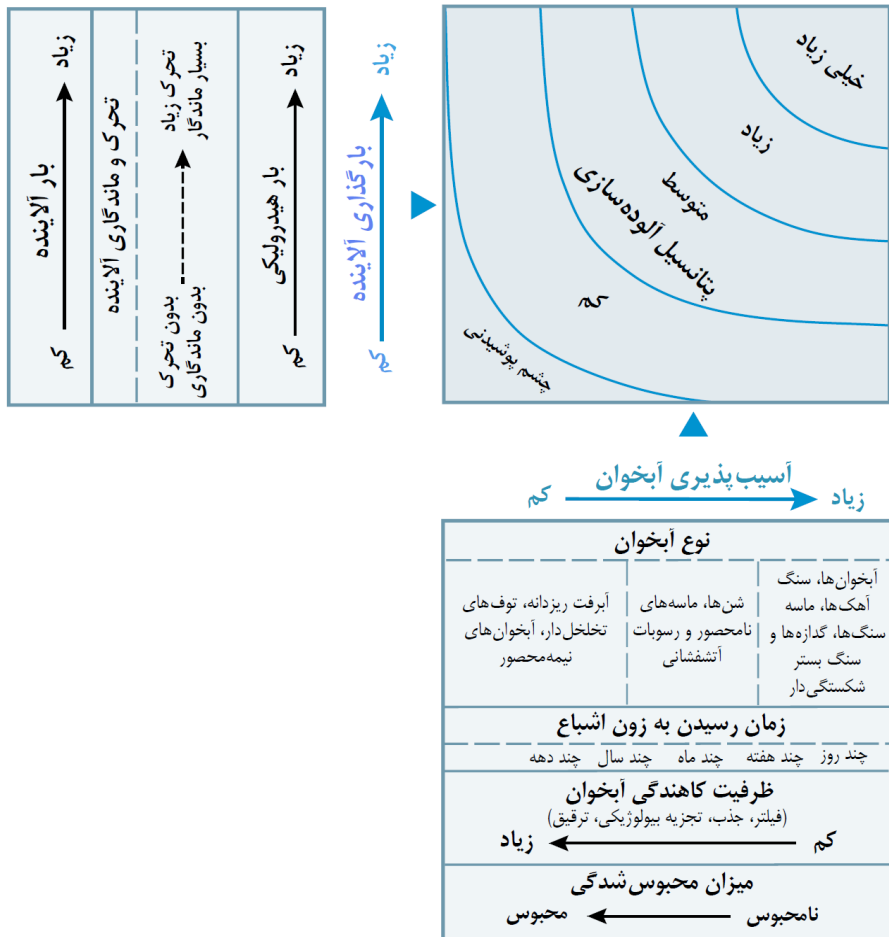 بار آلاینده
کم
زیاد
تحرک و ماندگاری آلاینده
بدون تحرک
بدون ماندگاری
تحرک زیاد
بسیار ماندگار
بار هیدرولیکی
کم
زیاد
بارگذاری آلاینده
کم
زیاد
خیلی زیاد
زیاد
متوسط
پتانسیل آلوده‌سازی
کم
چشم پوشیدنی
آسیب‌پذیری آبخوان
کم
زیاد
نوع آبخوان
آبخوان‌ها، سنگ
آهک‌ها، ماسه
سنگ‌ها، گدازه‌ها و
سنگ بستر
شکستگی‌دار
شن‌ها، ماسه‌های
نامحصور و رسوبات
آتشفشانی
آبرفت ریزدانه، توف‌های
تخلخل‌دار، آبخوان‌های
نیمه‌محصور
زمان رسیدن به زون اشباع
چند روز چند هفته چند ماه چند سال چند دهه
ظرفیت کاهندگی آبخوان
(فیلتر، جذب، تجزیه بیولوژیکی، ترقیق)
کم
زیاد
میزان محبوس‌شدگی
نامحبوس
محبوس